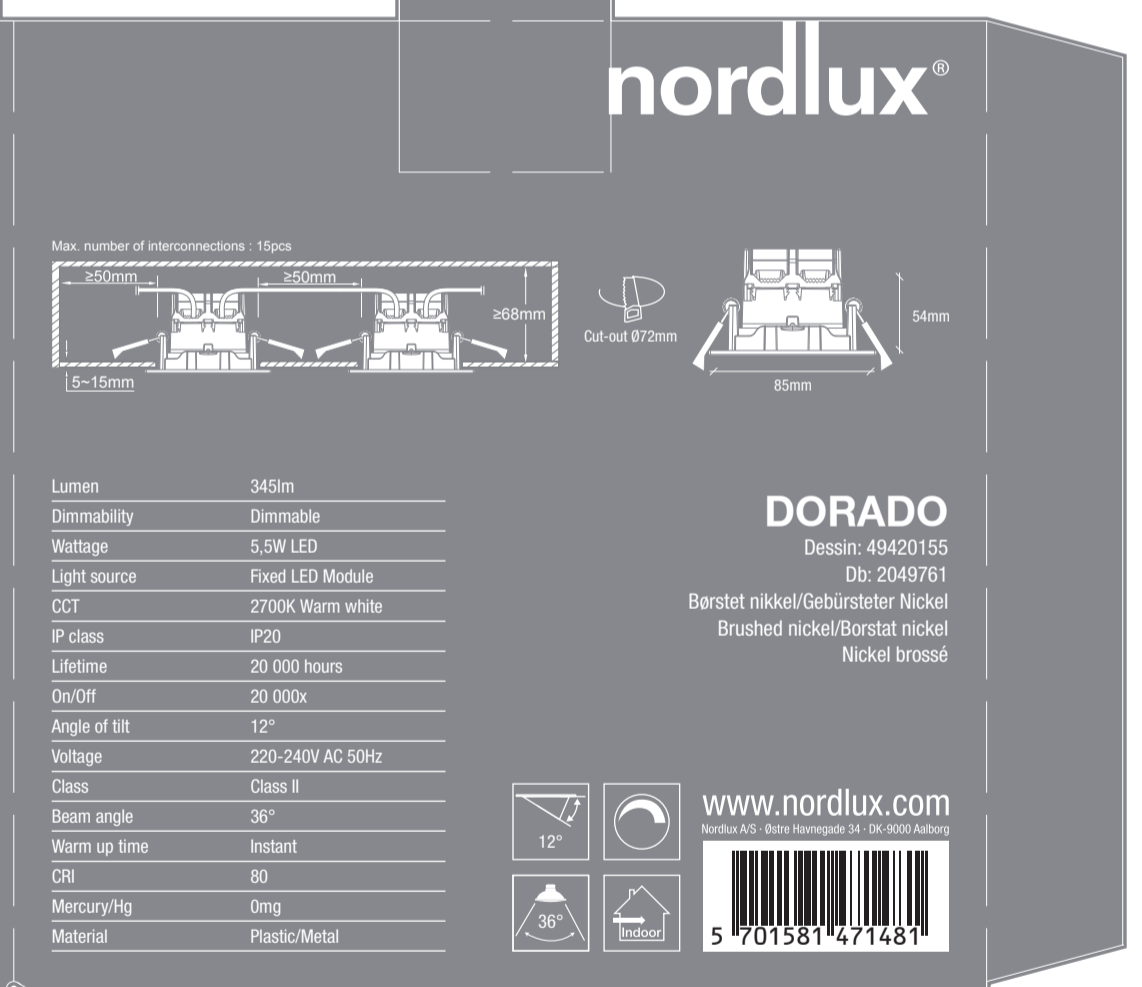 nordlux®
Max. number of interconnections : 15pcs
≥50mm
≥50mm
≥68mm
5~15mm
Cut-out Ø72mm
54mm
85mm
Lumen 345lm
Dimmability Dimmable
Wattage 5,5W LED
Light source Fixed LED Module
CCT 2700K Warm white
IP class IP20
Lifetime 20 000 hours
On/Off 20 000x
Angle of tilt 12°
Voltage 220-240V AC 50Hz
Class Class II
Beam angle 36°
Warm up time Instant
CRI 80
Mercury/Hg 0mg
Material Plastic/Metal
DORADO
Dessin: 49420155
Db: 2049761
Børstet nikkel/Gebürsteter Nickel
Brushed nickel/Borstat nickel
Nickel brossé
12°
36°
Indoor
www.nordlux.com
Nordlux A/S · Østre Havnegade 34 · DK-9000 Aalborg
5 701581 471481